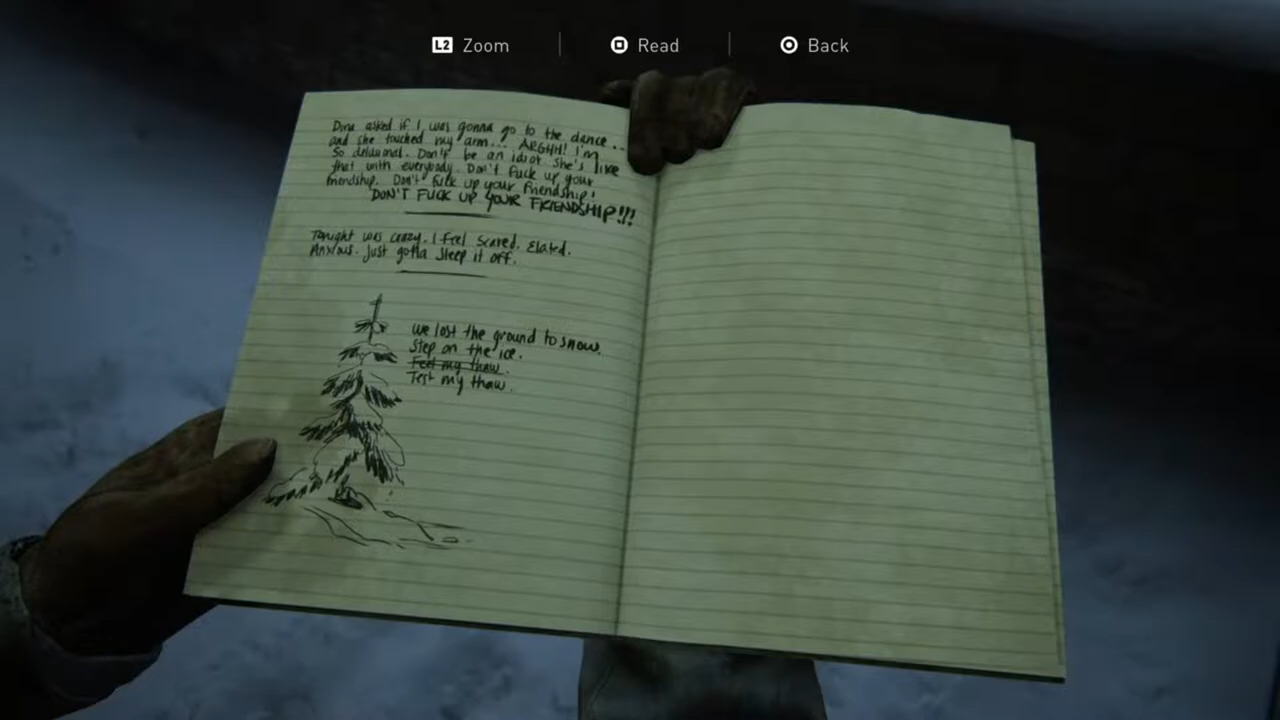 L2 Zoom | Read | Back
Dina asked if I was gonna go to the dance...
and she touched my arm... ARGHH! I'm
So delusional. Don't be an idiot she's like
that with everybody. Don't fuck up your
friendship. Don't fuck up your friendship!
DON'T FUCK UP YOUR FRIENDSHIP!!!
Tonight was crazy. I feel scared. Elated.
Anxious. Just gotta sleep it off.
We lost the ground to snow.
Step on the ice.
Feel my thaw.
Test my thaw.